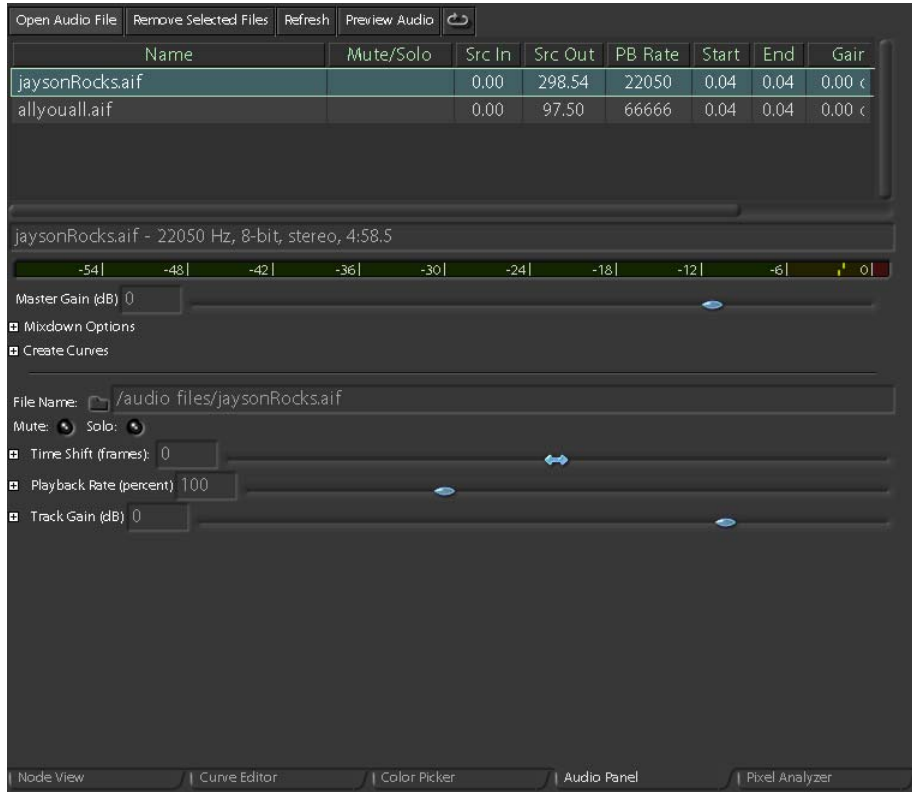 Open Audio File Remove Selected Files Refresh Preview Audio
Name Mute/Solo Src In Src Out PB Rate Start End Gair
jaysonRocks.aif 0.00 298.54 22050 0.04 0.04 0.00 c
allyouall.aif 0.00 97.50 66666 0.04 0.04 0.00 c
jaysonRocks.aif - 22050 Hz, 8-bit, stereo, 4:58.5
-54| -48| -42| -36| -30| -24| -18| -12| -6| 0|
Master Gain (dB) 0
Mixdown Options
Create Curves
File Name: /audio files/jaysonRocks.aif
Mute: Solo:
Time Shift (frames): 0
Playback Rate (percent) 100
Track Gain (dB) 0
Node View Curve Editor Color Picker Audio Panel Pixel Analyzer